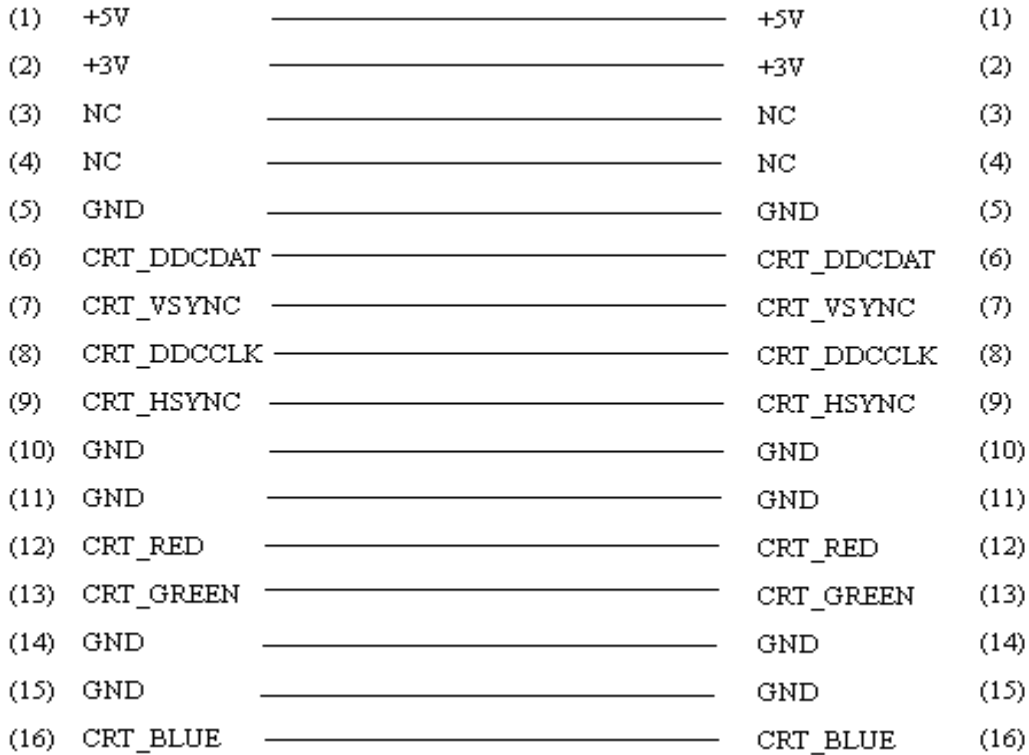 (1) +5V +5V (1)
(2) +3V +3V (2)
(3) NC NC (3)
(4) NC NC (4)
(5) GND GND (5)
(6) CRT_DDCDAT CRT_DDCDAT (6)
(7) CRT_VSYNC CRT_VSYNC (7)
(8) CRT_DDCCLK CRT_DDCCLK (8)
(9) CRT_HSYNC CRT_HSYNC (9)
(10) GND GND (10)
(11) GND GND (11)
(12) CRT_RED CRT_RED (12)
(13) CRT_GREEN CRT_GREEN (13)
(14) GND GND (14)
(15) GND GND (15)
(16) CRT_BLUE CRT_BLUE (16)